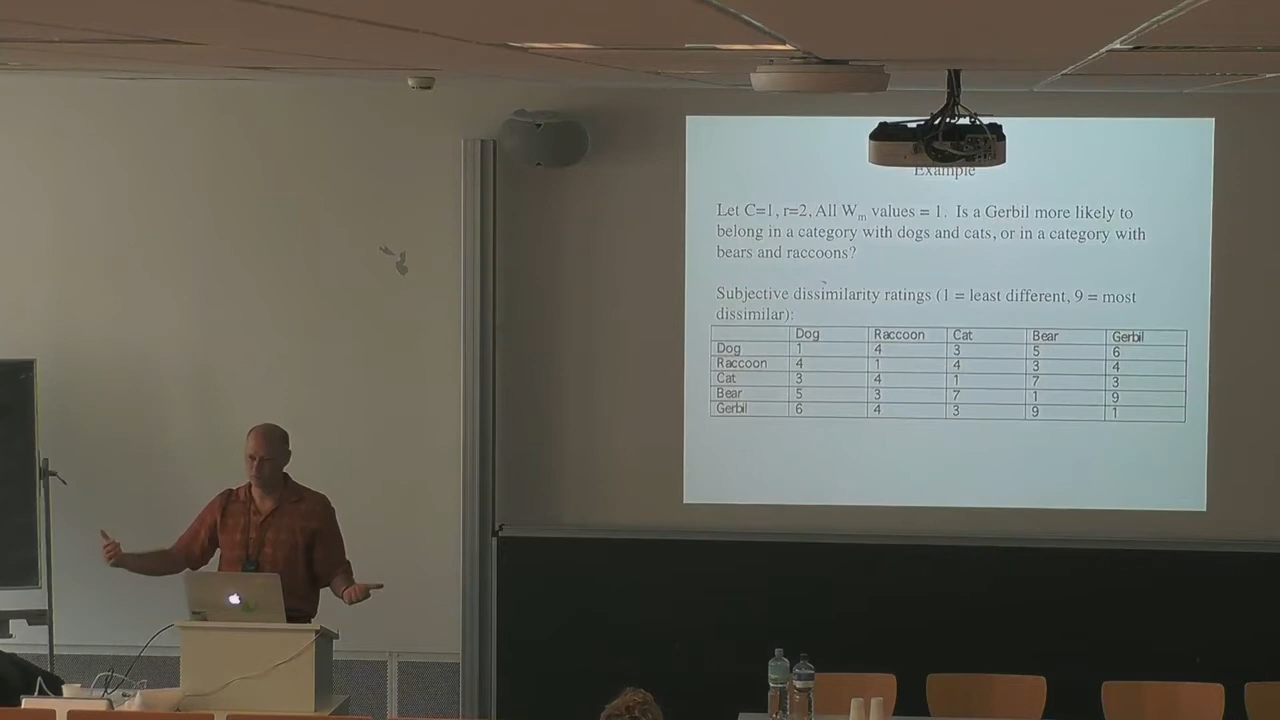 Example
Let C=1, r=2, All Wm values = 1. Is a Gerbil more likely to
belong in a category with dogs and cats, or in a category with
bears and raccoons?
Subjective dissimilarity ratings (1 = least different, 9 = most
dissimilar):
Dog Raccoon Cat Bear Gerbil
Dog 1 4 3 5 6
Raccoon 4 1 4 3 4
Cat 3 4 1 7 3
Bear 5 3 7 1 9
Gerbil 6 4 3 9 1